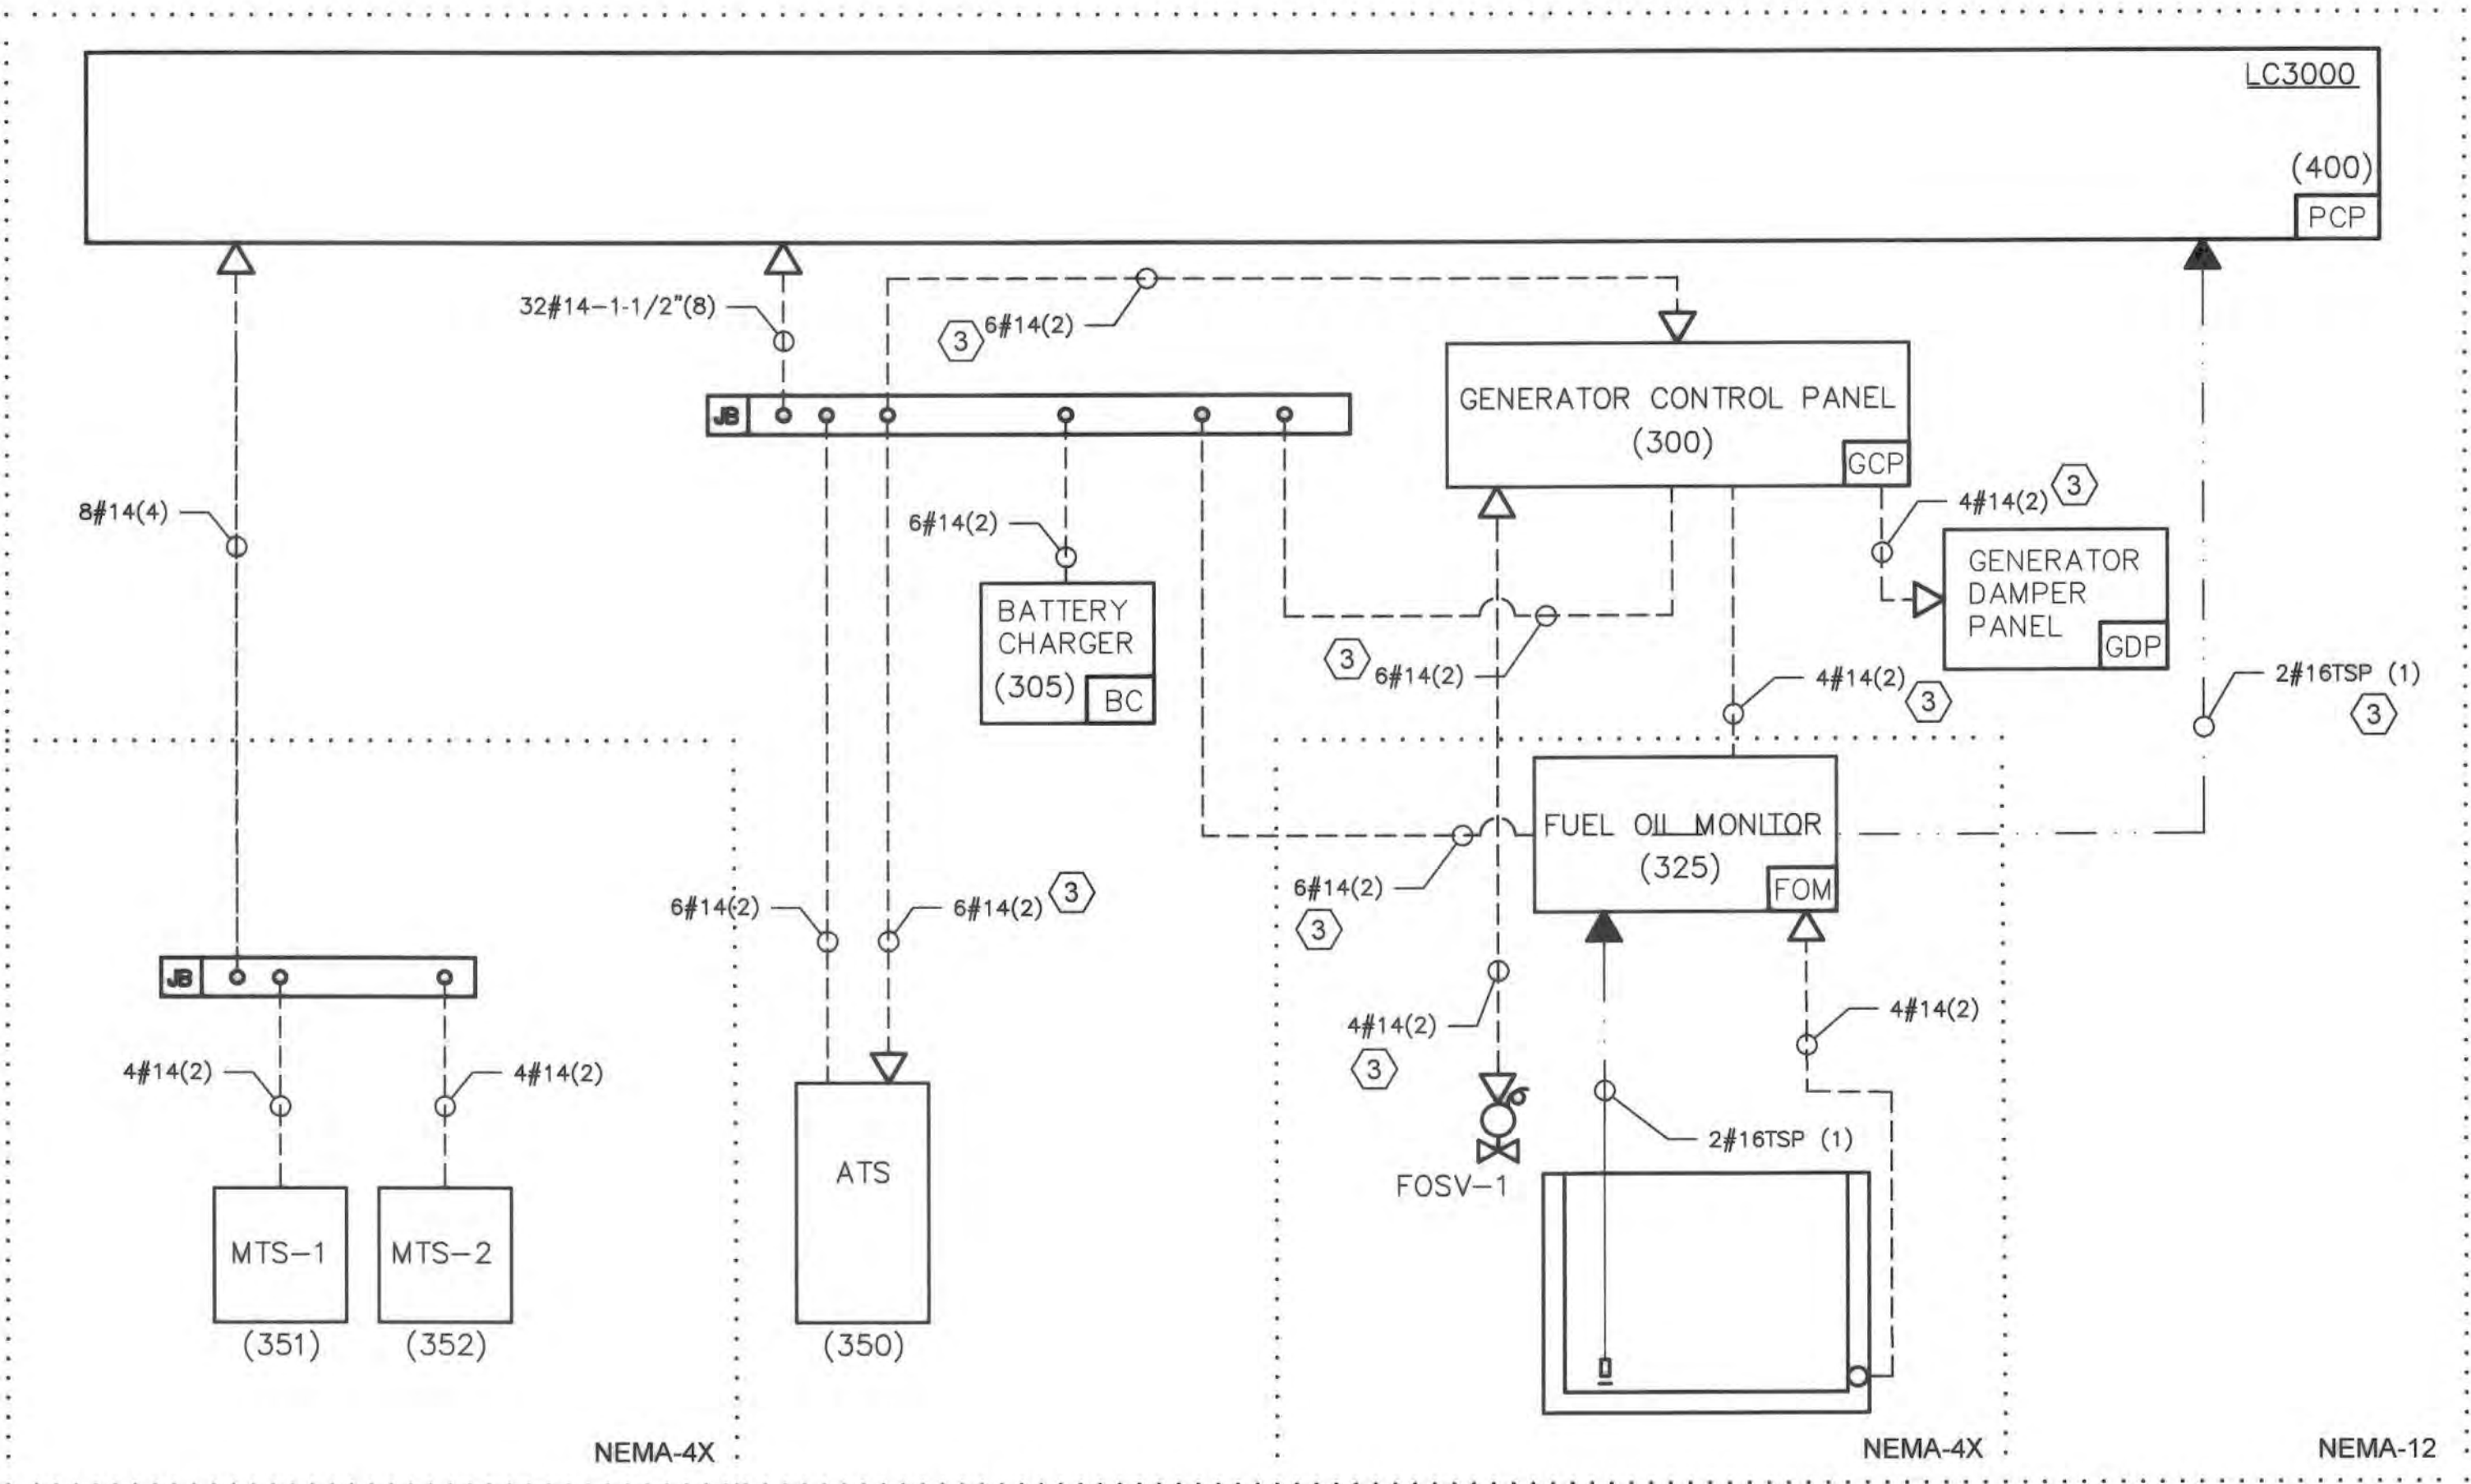 LC3000
(400)
PCP
32#14-1-1/2"(8)
3
6#14(2)
JB
GENERATOR CONTROL PANEL
(300)
GCP
8#14(4)
6#14(2)
4#14(2)
3
BATTERY
CHARGER
(305)
BC
GENERATOR
DAMPER
PANEL
GDP
3
6#14(2)
4#14(2)
3
2#16TSP (1)
3
FUEL OIL MONITOR
(325)
FOM
6#14(2)
6#14(2)
3
6#14(2)
3
JB
4#14(2)
3
4#14(2)
4#14(2)
4#14(2)
2#16TSP (1)
ATS
FOSV-1
MTS-1
MTS-2
(351)
(352)
(350)
NEMA-4X
NEMA-4X
NEMA-12